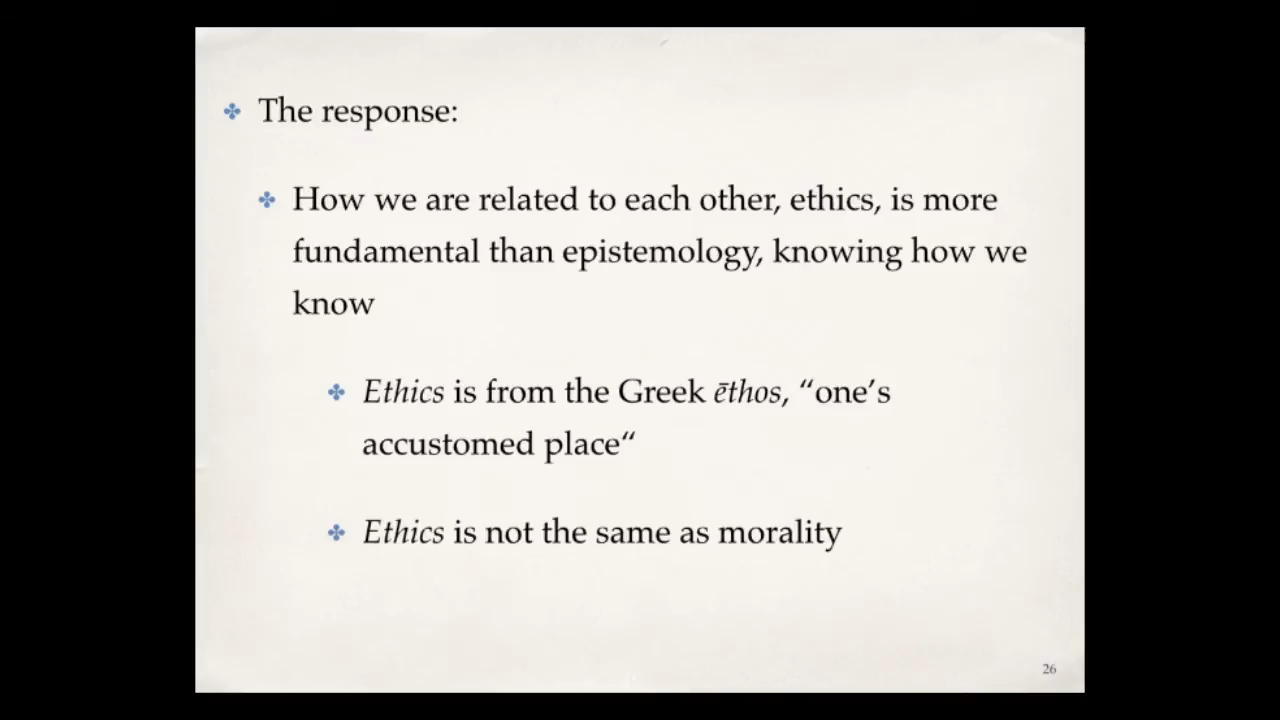 The response:
How we are related to each other, ethics, is more
fundamental than epistemology, knowing how we
know
Ethics is from the Greek ēthos, “one’s
accustomed place“
Ethics is not the same as morality
26